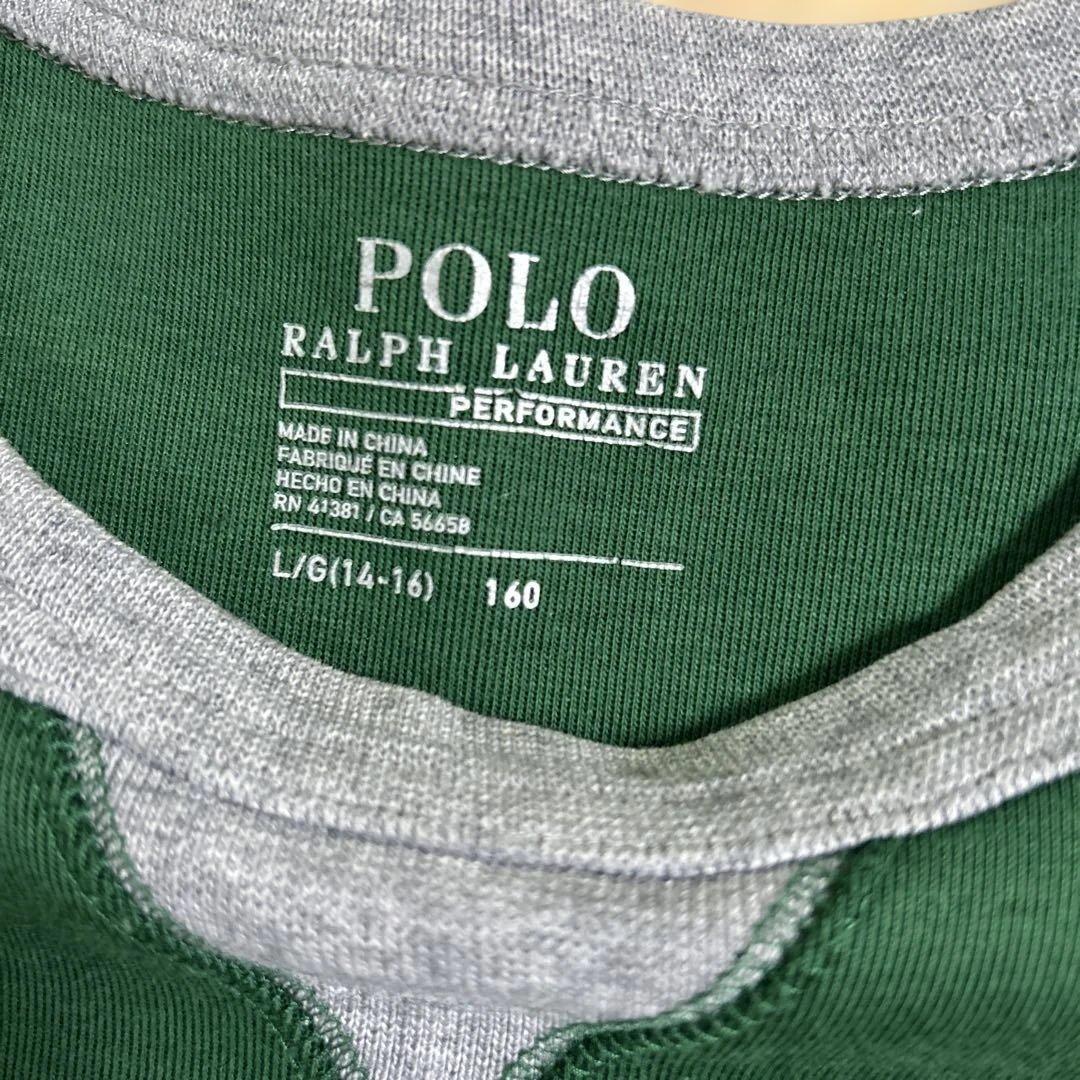 POLO
RALPH LAUREN
PERFORMANCE
MADE IN CHINA
FABRIQUÉ EN CHINE
HECHO EN CHINA
RN 41381 / CA 56658
L/G(14-16) 160